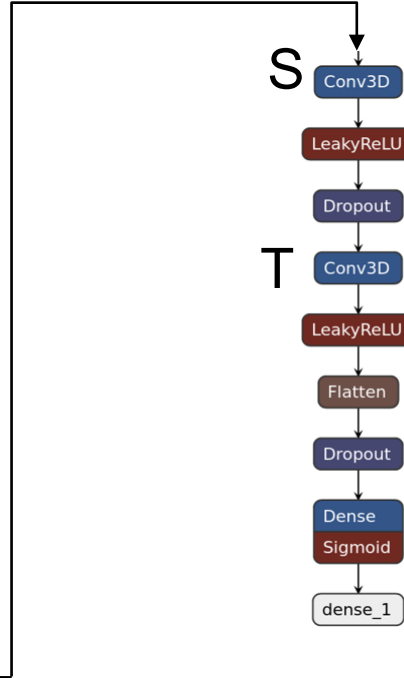 S
Conv3D
LeakyReLU
Dropout
T
Conv3D
LeakyReLU
Flatten
Dropout
Dense
Sigmoid
dense_1